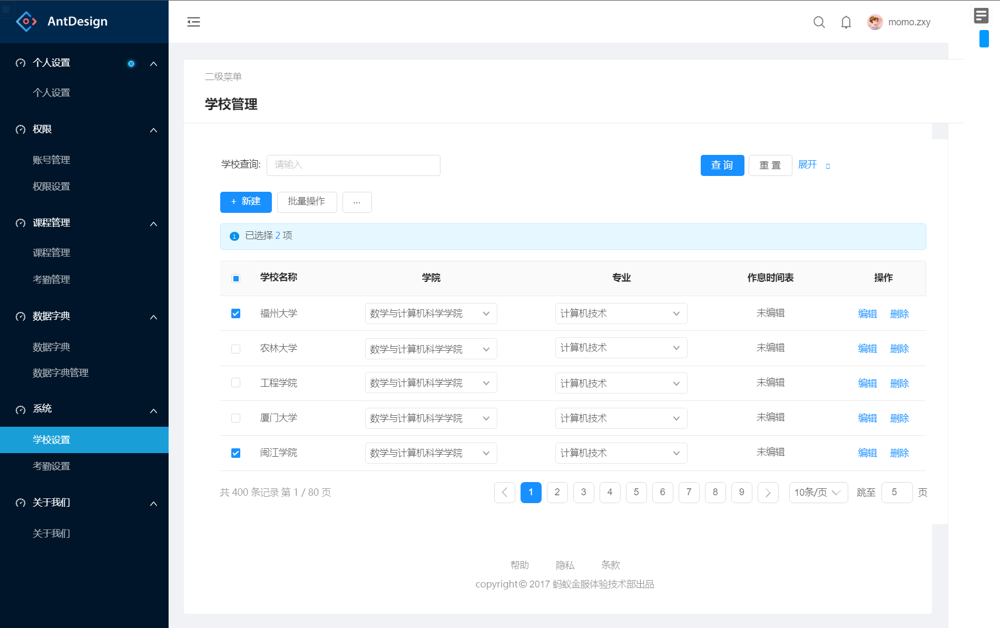 AntDesign
momo.zxy
个人设置
个人设置
权限
账号管理
权限设置
课程管理
课程管理
考勤管理
数据字典
数据字典
数据字典管理
系统
学校设置
考勤设置
关于我们
关于我们
二级菜单
学校管理
学校查询: 请输入 查 询 重 置 展开
+ 新建 批量操作 ...
已选择 2 项
学校名称 学院 专业 作息时间表 操作
福州大学 数学与计算机科学学院 计算机技术 未编辑 编辑 删除
农林大学 数学与计算机科学学院 计算机技术 未编辑 编辑 删除
工程学院 数学与计算机科学学院 计算机技术 未编辑 编辑 删除
厦门大学 数学与计算机科学学院 计算机技术 未编辑 编辑 删除
闽江学院 数学与计算机科学学院 计算机技术 未编辑 编辑 删除
共 400 条记录 第 1 / 80 页 1 2 3 4 5 6 7 8 9 10条/页 跳至 5 页
帮助 隐私 条款
copyright© 2017 蚂蚁金服体验技术部出品